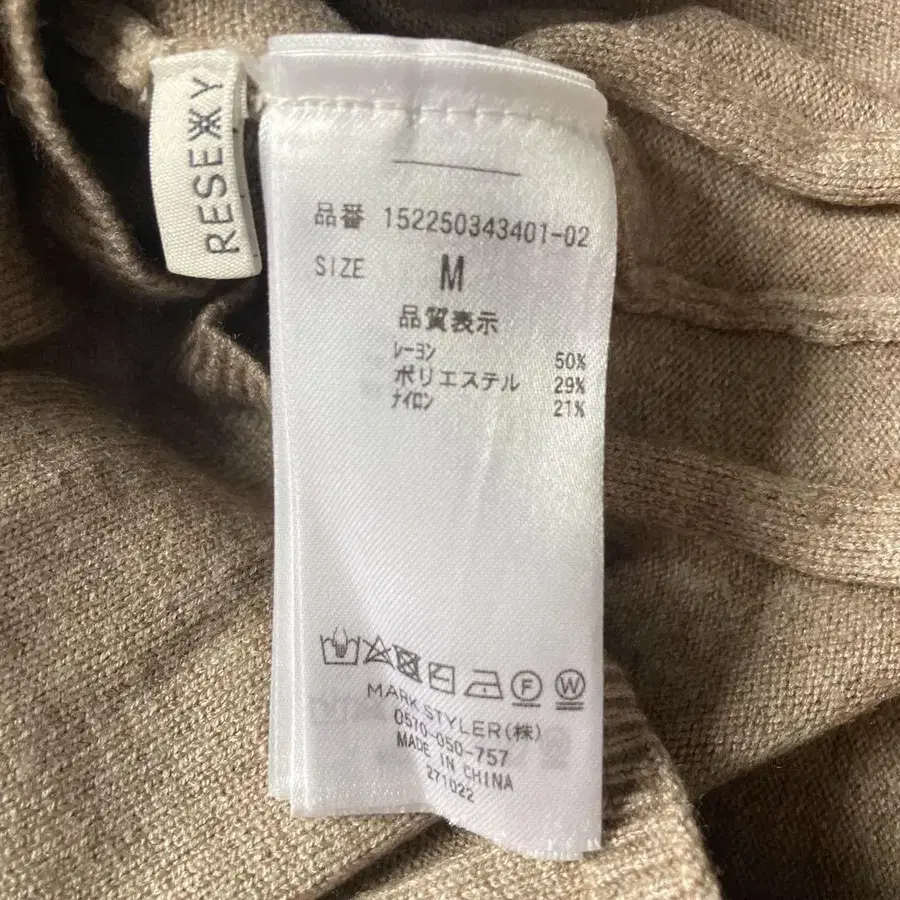 RESEXXY
品番 152250343401-02
SIZE M
品質表示
レーヨン 50%
ポリエステル 29%
ナイロン 21%
F W
MARK STYLER(株)
0570-050-757
MADE IN CHINA
271022